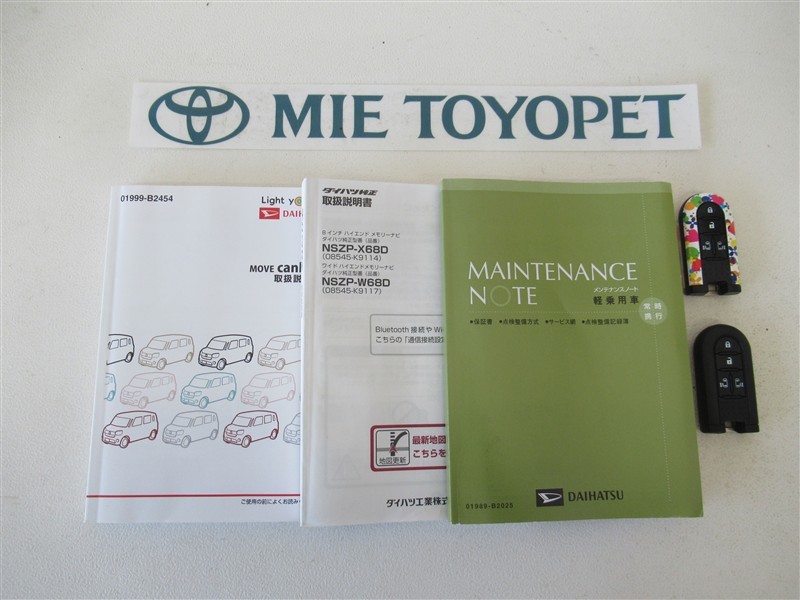 MIE TOYOPET
01999-B2454
Light y
DAIH
MOVE canb
取扱説
ご使用の前によくお読み
ダイハツ純正
取扱説明書
8インチ ハイエンド メモリーナビ
ダイハツ純正型番(品番)
NSZP-X68D
(08545-K9114)
ワイド ハイエンドメモリーナビ
ダイハツ純正型番(品番)
NSZP-W68D
(08545-K9117)
Bluetooth 接続や Wi
こちらの「通信接続設
地図更新
最新地図
こちらを
ダイハツ工業株式
MAINTENANCE
NOTE
メンテナンスノート
軽乗用車
常時
携行
●保証書 ●点検整備方式 ●サービス網 ●点検整備記録簿
DAIHATSU
01999-B2026